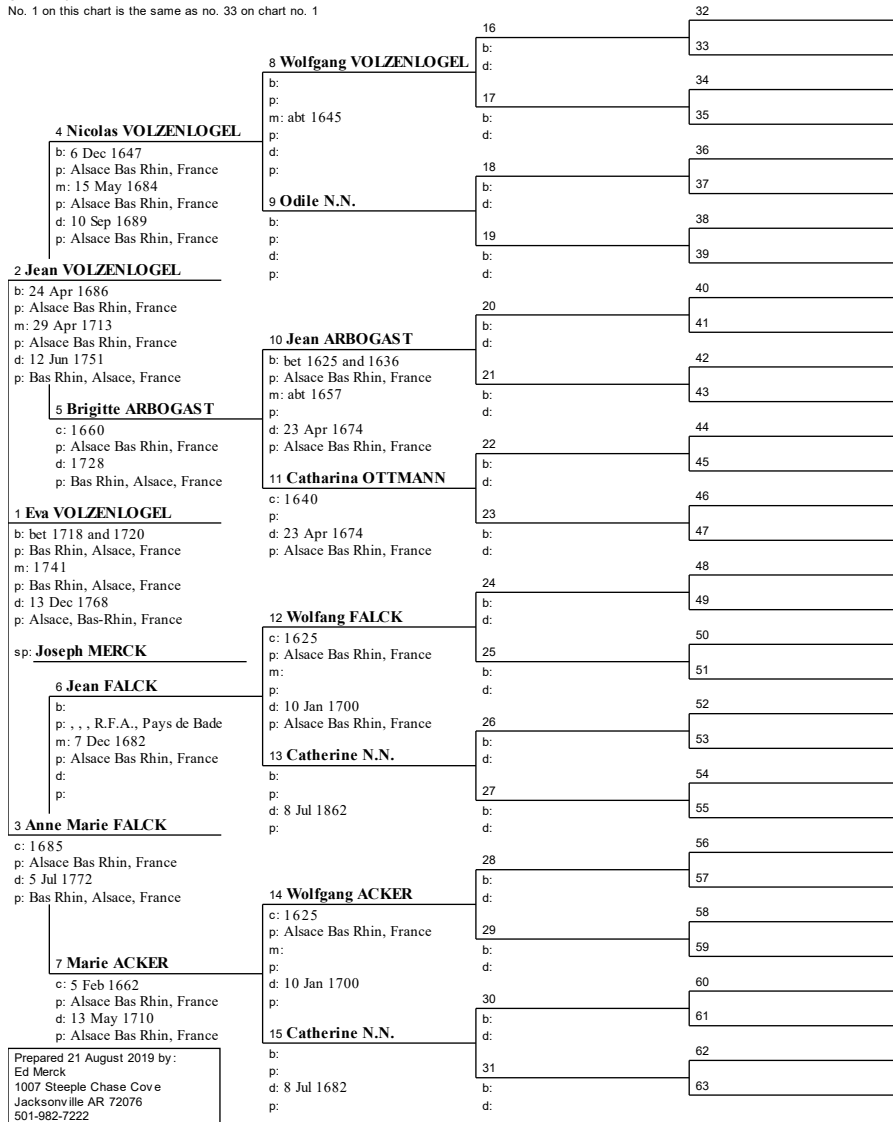 No. 1 on this chart is the same as no. 33 on chart no. 1
1 Eva VOLZENLOGEL
b: bet 1718 and 1720
p: Bas Rhin, Alsace, France
m: 1741
p: Bas Rhin, Alsace, France
d: 13 Dec 1768
p: Alsace, Bas-Rhin, France
sp: Joseph MERCK
2 Jean VOLZENLOGEL
b: 24 Apr 1686
p: Alsace Bas Rhin, France
m: 29 Apr 1713
p: Alsace Bas Rhin, France
d: 12 Jun 1751
p: Bas Rhin, Alsace, France
3 Anne Marie FALCK
c: 1685
p: Alsace Bas Rhin, France
d: 5 Jul 1772
p: Bas Rhin, Alsace, France
4 Nicolas VOLZENLOGEL
b: 6 Dec 1647
p: Alsace Bas Rhin, France
m: 15 May 1684
p: Alsace Bas Rhin, France
d: 10 Sep 1689
p: Alsace Bas Rhin, France
5 Brigitte ARBOGAST
c: 1660
p: Alsace Bas Rhin, France
d: 1728
p: Bas Rhin, Alsace, France
6 Jean FALCK
b:
p: , , , R.F.A., Pays de Bade
m: 7 Dec 1682
p: Alsace Bas Rhin, France
d:
p:
7 Marie ACKER
c: 5 Feb 1662
p: Alsace Bas Rhin, France
d: 13 May 1710
p: Alsace Bas Rhin, France
8 Wolfgang VOLZENLOGEL
b:
p:
m: abt 1645
p:
d:
p:
9 Odile N.N.
b:
p:
d:
p:
10 Jean ARBOGAST
b: bet 1625 and 1636
p: Alsace Bas Rhin, France
m: abt 1657
p:
d: 23 Apr 1674
p: Alsace Bas Rhin, France
11 Catharina OTTMANN
c: 1640
p:
d: 23 Apr 1674
p: Alsace Bas Rhin, France
12 Wolfang FALCK
c: 1625
p: Alsace Bas Rhin, France
m:
p:
d: 10 Jan 1700
p: Alsace Bas Rhin, France
13 Catherine N.N.
b:
p:
d: 8 Jul 1862
p:
14 Wolfgang ACKER
c: 1625
p: Alsace Bas Rhin, France
m:
p:
d: 10 Jan 1700
p:
15 Catherine N.N.
b:
p:
d: 8 Jul 1682
p:
16
b:
d:
17
b:
d:
18
b:
d:
19
b:
d:
20
b:
d:
21
b:
d:
22
b:
d:
23
b:
d:
24
b:
d:
25
b:
d:
26
b:
d:
27
b:
d:
28
b:
d:
29
b:
d:
30
b:
d:
31
b:
d:
32
33
34
35
36
37
38
39
40
41
42
43
44
45
46
47
48
49
50
51
52
53
54
55
56
57
58
59
60
61
62
63
Prepared 21 August 2019 by:
Ed Merck
1007 Steeple Chase Cove
Jacksonville AR 72076
501-982-7222